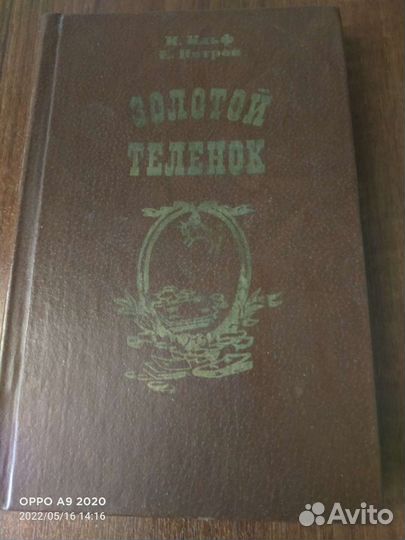 И. Ильф
Е. Петров
ЗОЛОТОЙ
ТЕЛЕНОК
OPPO A9 2020
2022/05/16 14:16
Avito